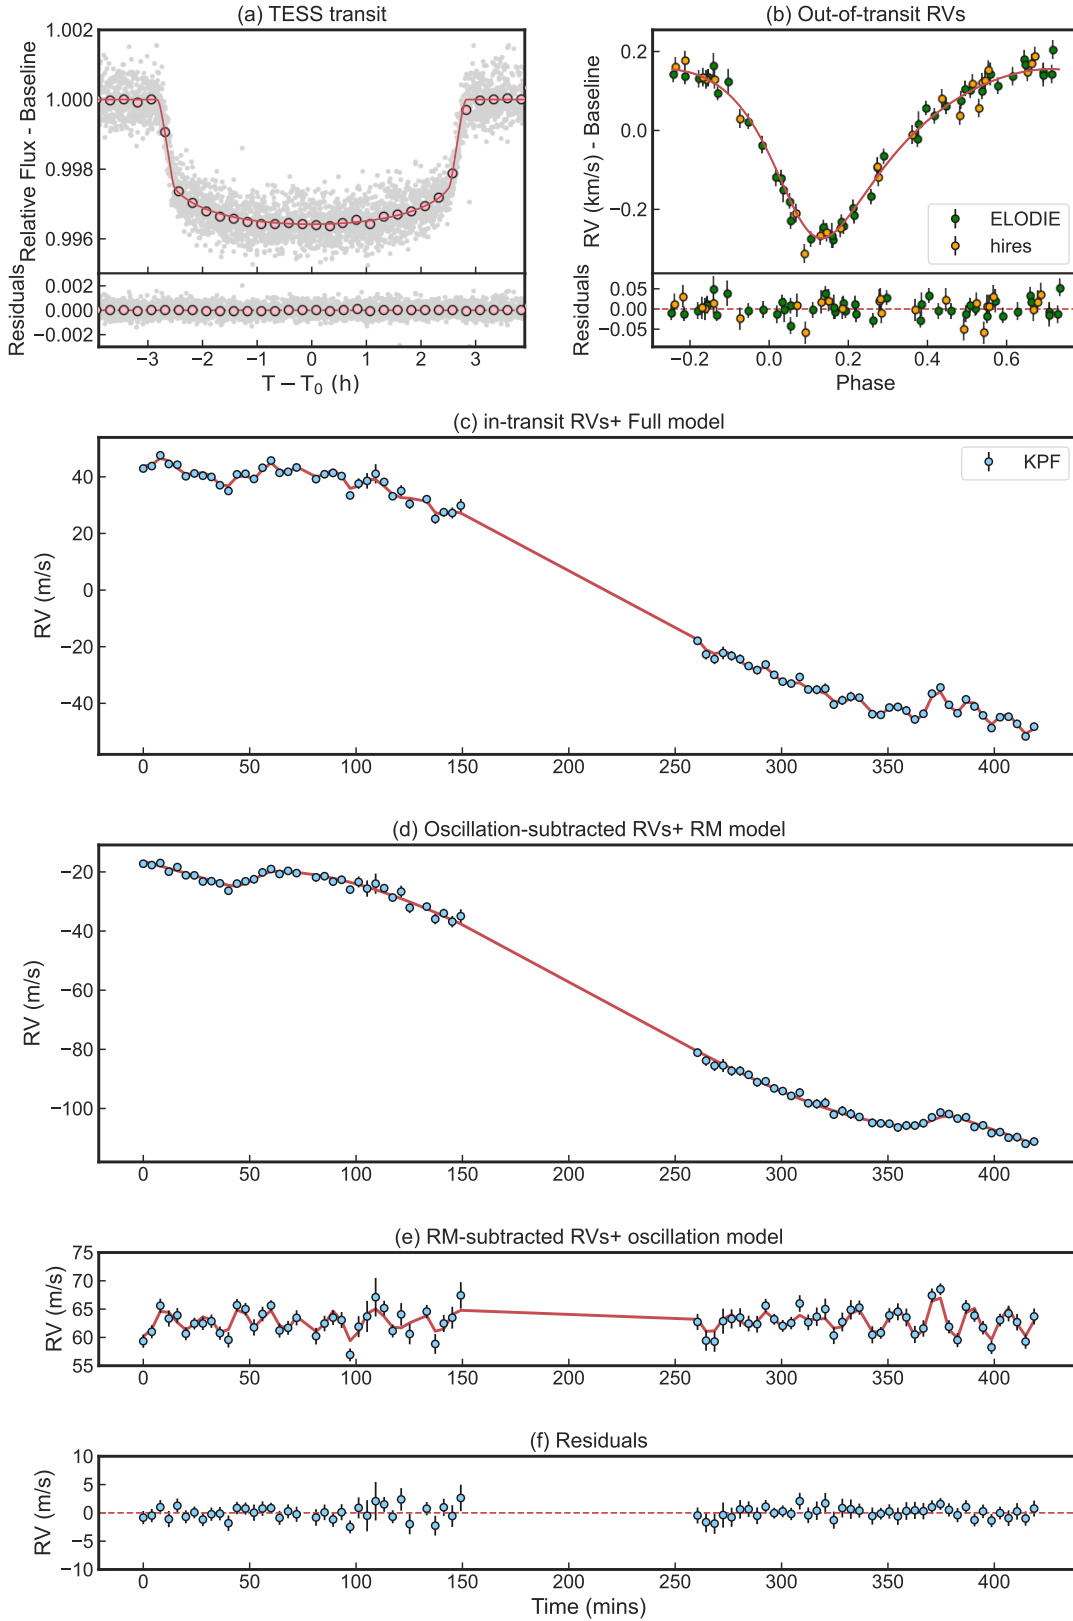 (a) TESS transit
(b) Out-of-transit RVs
1.002
1.000
0.998
0.996
Relative Flux - Baseline
0.002
0.000
−0.002
Residuals
−3 −2 −1 0 1 2 3
T − T₀ (h)
0.2
0.0
−0.2
RV (km/s) - Baseline
ELODIE
hires
0.05
0.00
−0.05
Residuals
−0.2 0.0 0.2 0.4 0.6
Phase
(c) in-transit RVs+ Full model
KPF
40
20
0
−20
−40
RV (m/s)
0 50 100 150 200 250 300 350 400
(d) Oscillation-subtracted RVs+ RM model
−20
−40
−60
−80
−100
RV (m/s)
0 50 100 150 200 250 300 350 400
(e) RM-subtracted RVs+ oscillation model
75
70
65
60
55
RV (m/s)
0 50 100 150 200 250 300 350 400
(f) Residuals
10
5
0
−5
−10
RV (m/s)
0 50 100 150 200 250 300 350 400
Time (mins)